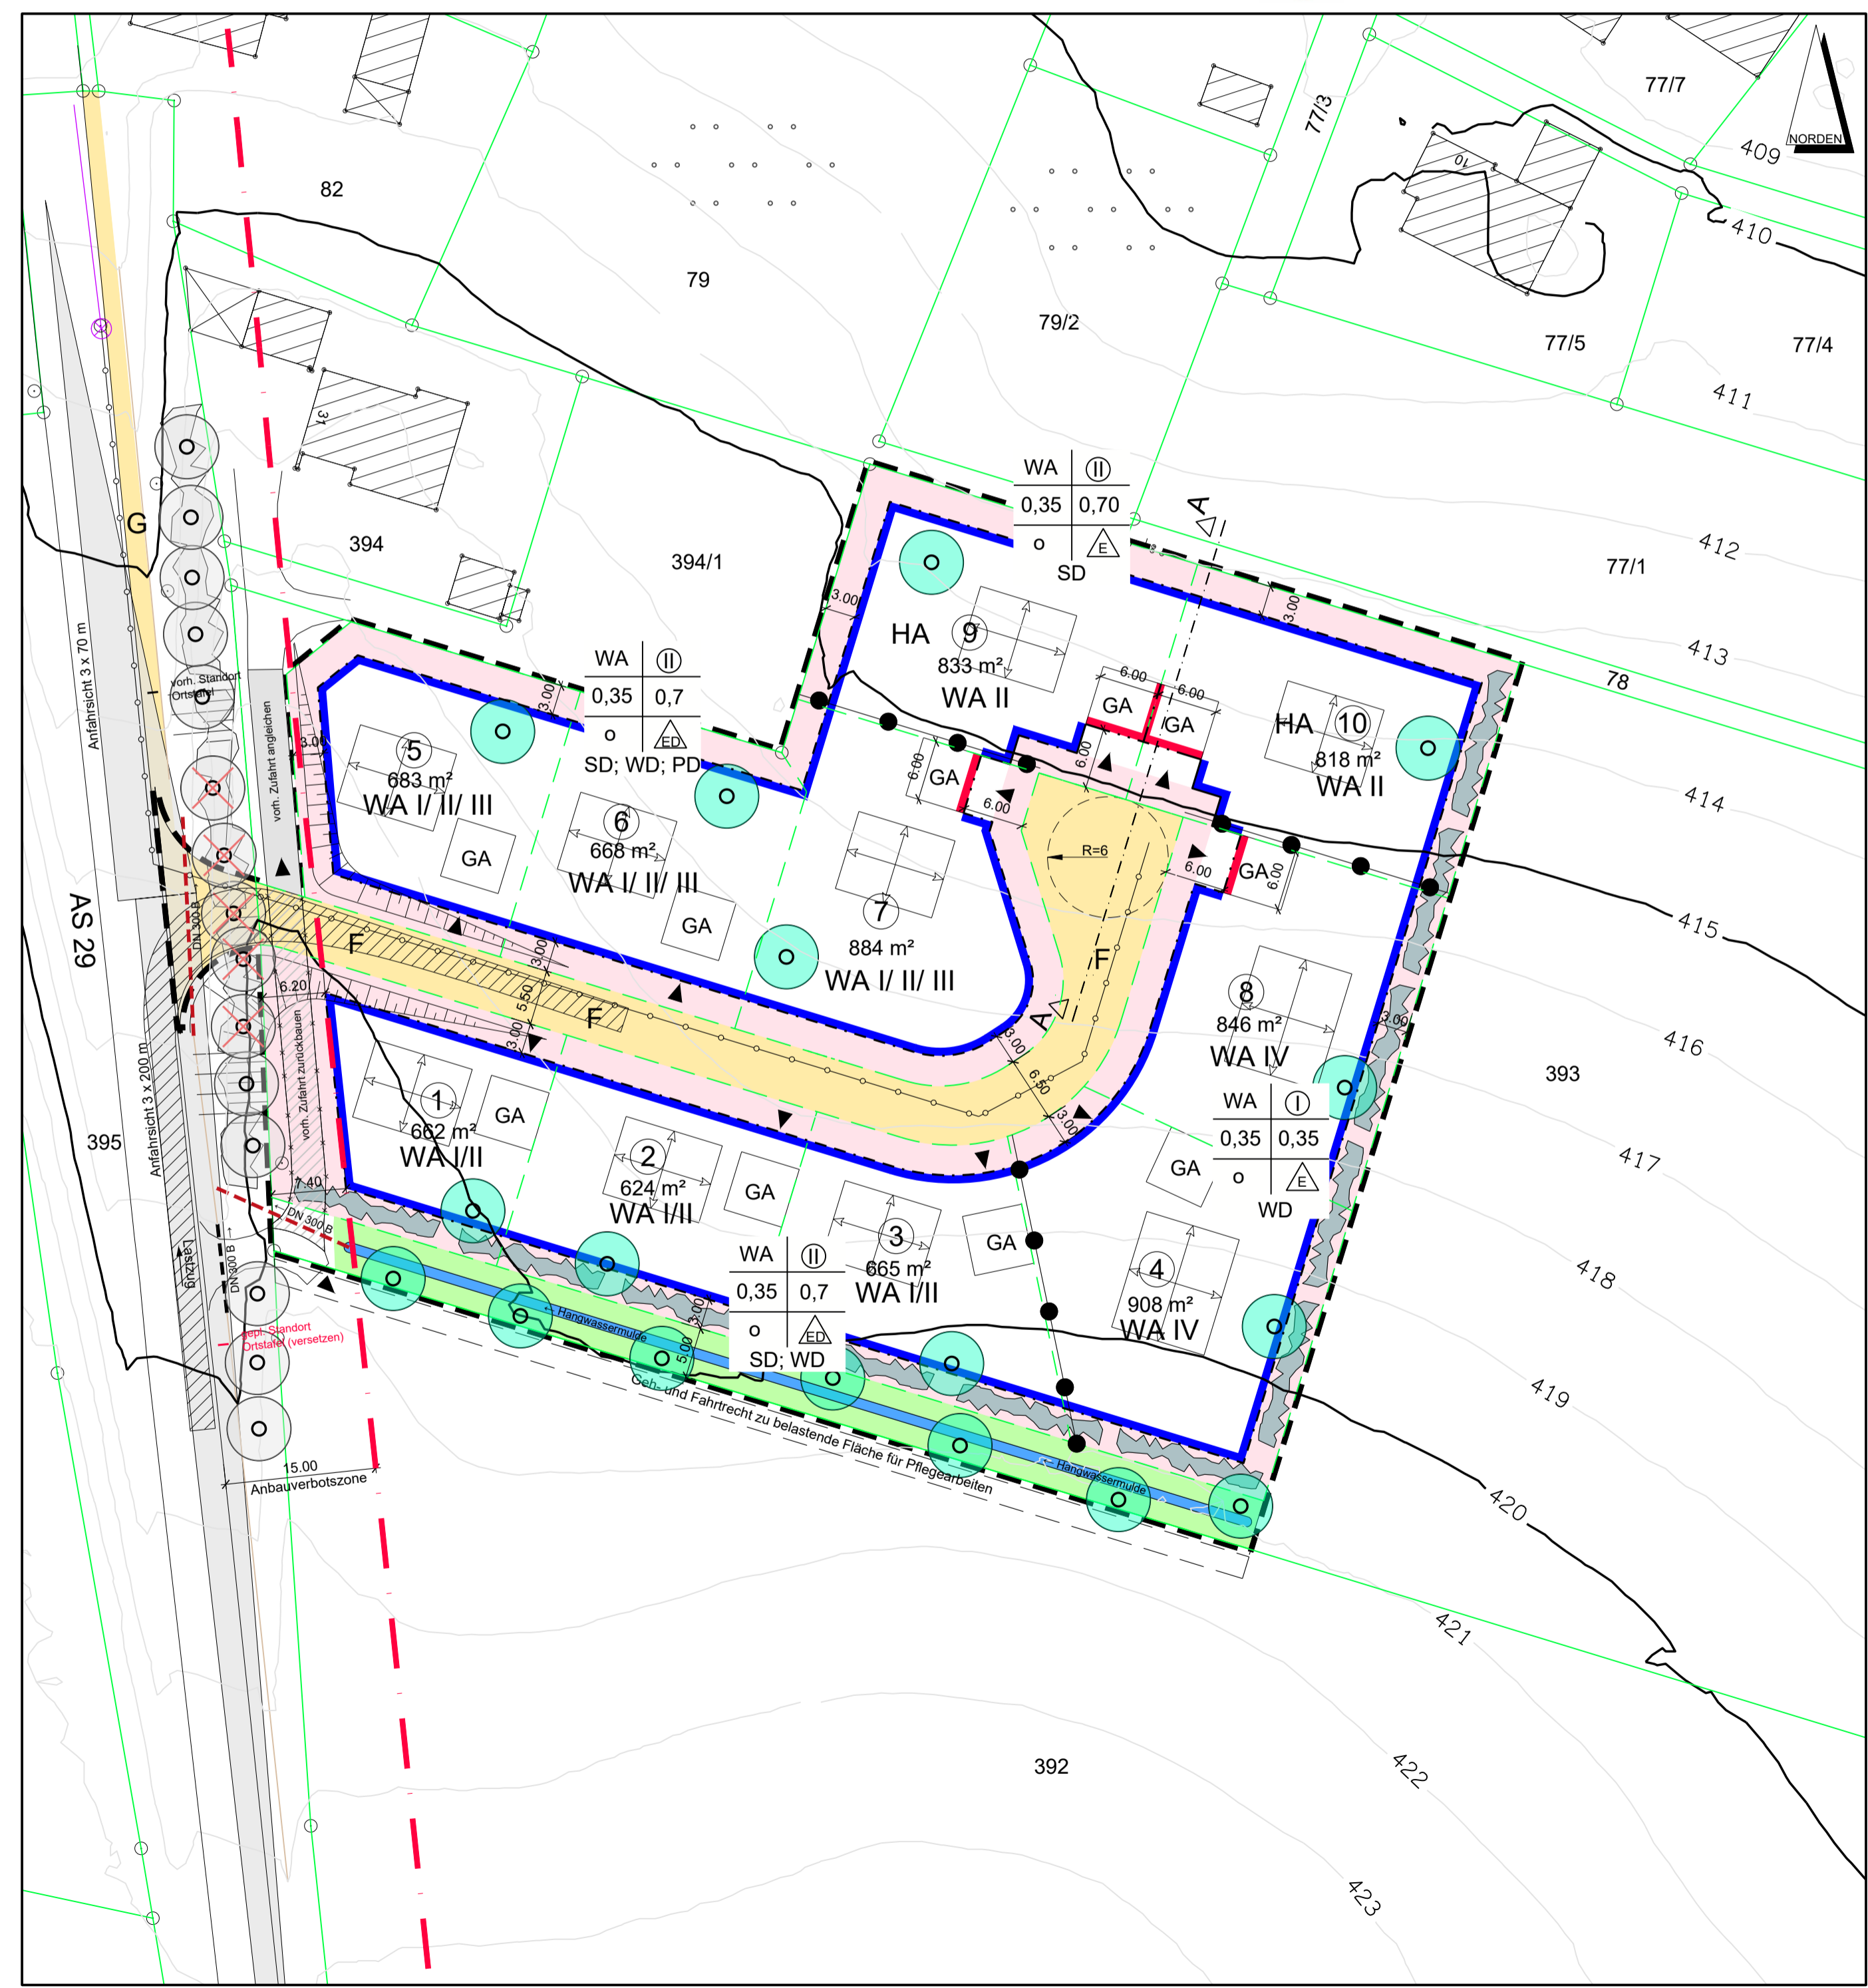 77/7
77/3
NORDEN
409
10
82
410
79
79/2
77/5
77/4
411
31
WA II
0,35 0,70
o E
SD
A
G
394
394/1
412
77/1
3.00
3.00
HA
9
833 m²
WA II
413
78
Anfahrsicht 3 x 70 m
vorh. Standort
Ortstafel
WA II
0,35 0,7
o ED
SD; WD; PD
3.00
6.00
6.00
GA
GA
HA
10
818 m²
WA II
vorh. Zufahrt angleichen
3.00
5
683 m²
WA I/ II/ III
GA
6
668 m²
WA I/ II/ III
GA
6.00
GA
6.00
6.00
414
R=6
6.00
GA
6.00
7
884 m²
WA I/ II/ III
415
AS 29
DN 300 B
F
F
F
3.00
5.50
3.00
A
6.20
8
846 m²
WA IV
3.00
416
3.00
6.50
3.00
393
vorh. Zufahrt zurückbauen
Anfahrsicht 3 x 200 m
395
1
662 m²
WA I/II
GA
2
624 m²
WA I/II
GA
WA I
0,35 0,35
o E
WD
GA
417
7.40
← DN 300 B
DN 300 B →
Lastzug
3
665 m²
WA I/II
GA
4
908 m²
WA IV
418
WA II
0,35 0,7
o ED
SD; WD
3.00
5.00
← Hangwassermulde
gepl. Standort
Ortstafel (versetzen)
Geh- und Fahrtrecht zu belastende Fläche für Pflegearbeiten
← Hangwassermulde
419
15.00
Anbauverbotszone
420
421
392
422
423